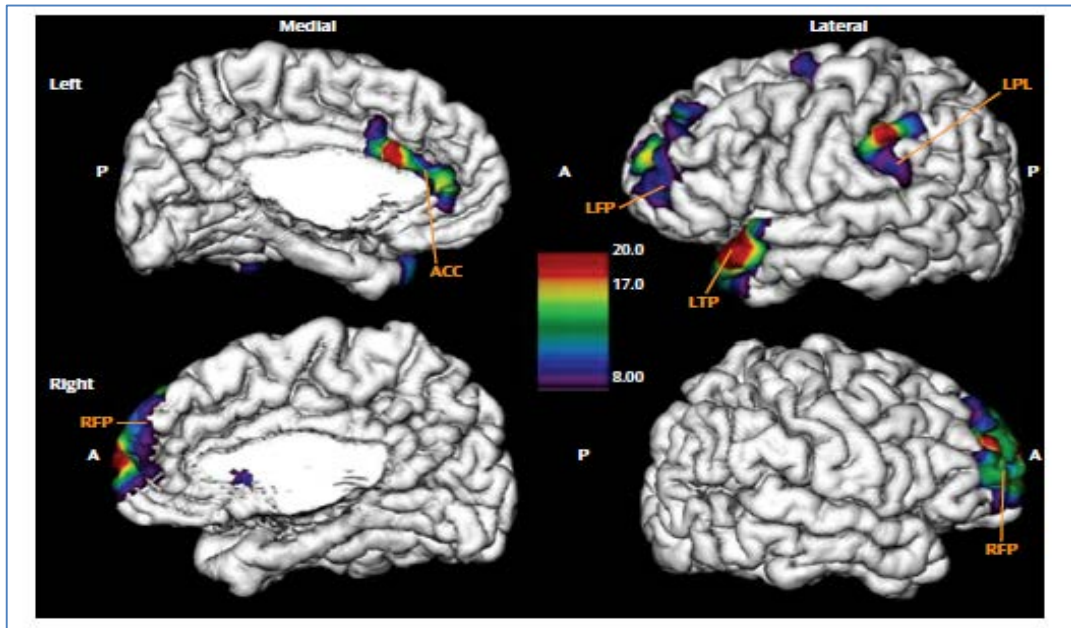 Medial
Lateral
Left
LPL
P
A
P
LFP
20.0
ACC
17.0
LTP
8.00
Right
RFP
A
P
A
RFP